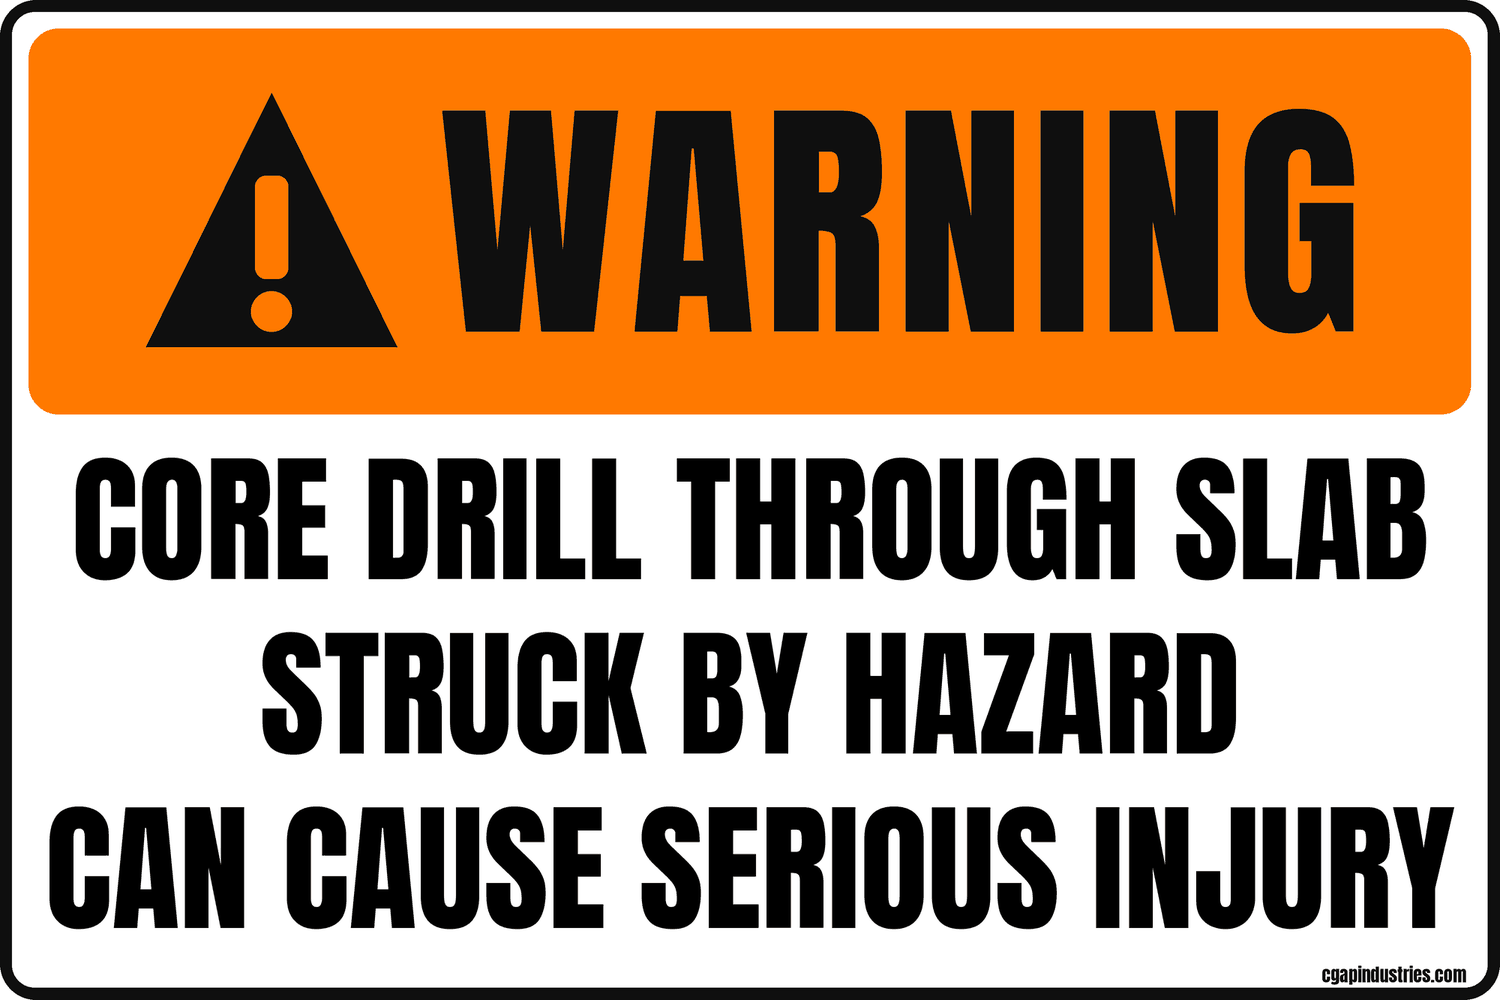 WARNING
CORE DRILL THROUGH SLAB
STRUCK BY HAZARD
CAN CAUSE SERIOUS INJURY
cgapindustries.com